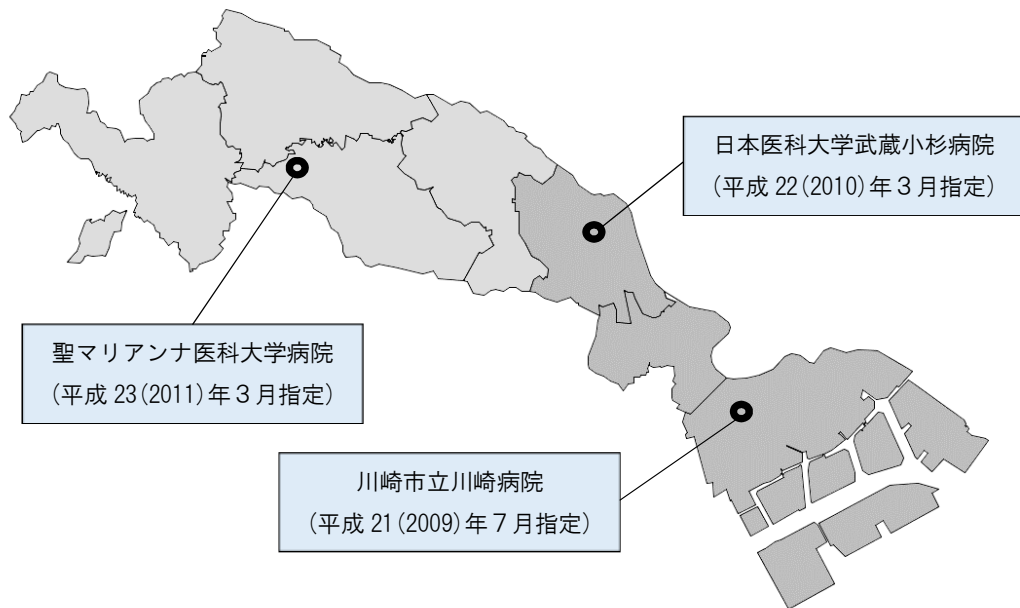 日本医科大学武蔵小杉病院
（平成 22(2010)年３月指定）
聖マリアンナ医科大学病院
（平成 23(2011)年３月指定）
川崎市立川崎病院
（平成 21(2009)年７月指定）